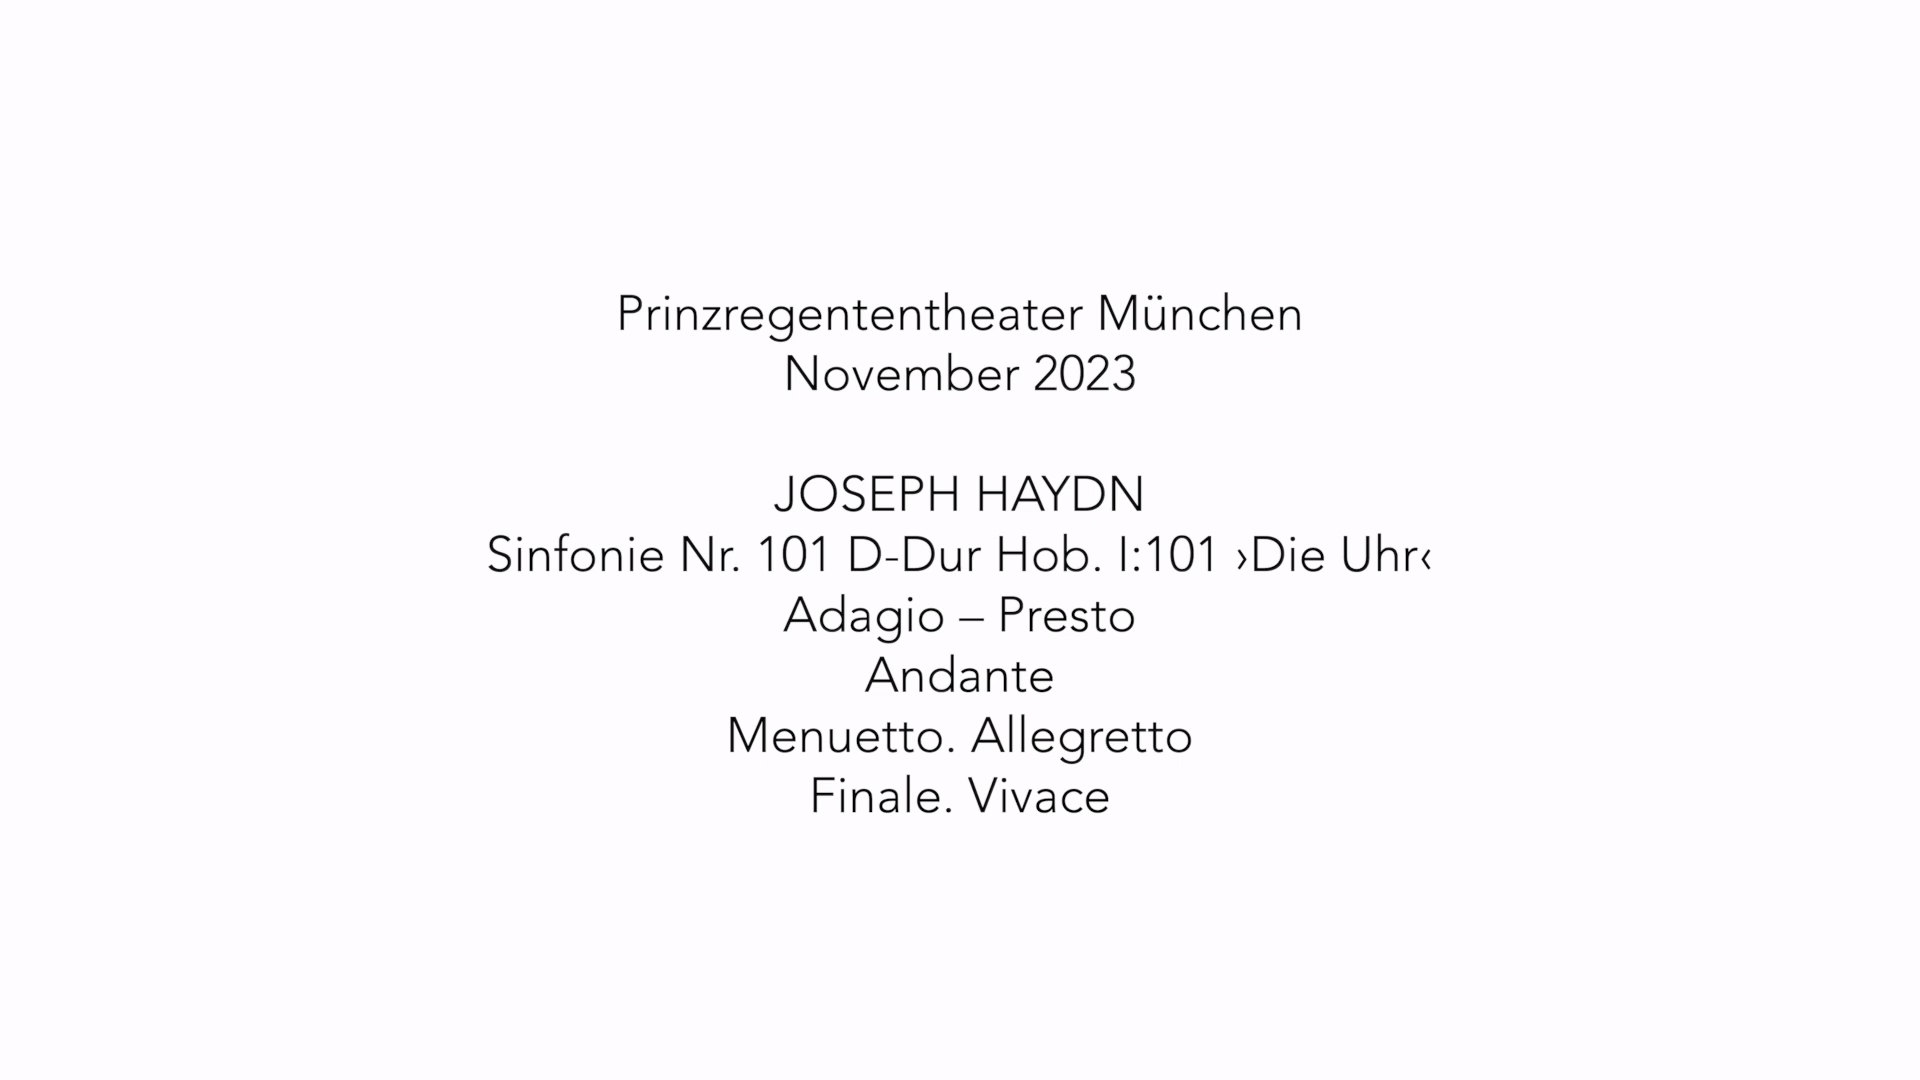 Prinzregententheater München
November 2023
JOSEPH HAYDN
Sinfonie Nr. 101 D-Dur Hob. I:101 ›Die Uhr‹
Adagio – Presto
Andante
Menuetto. Allegretto
Finale. Vivace